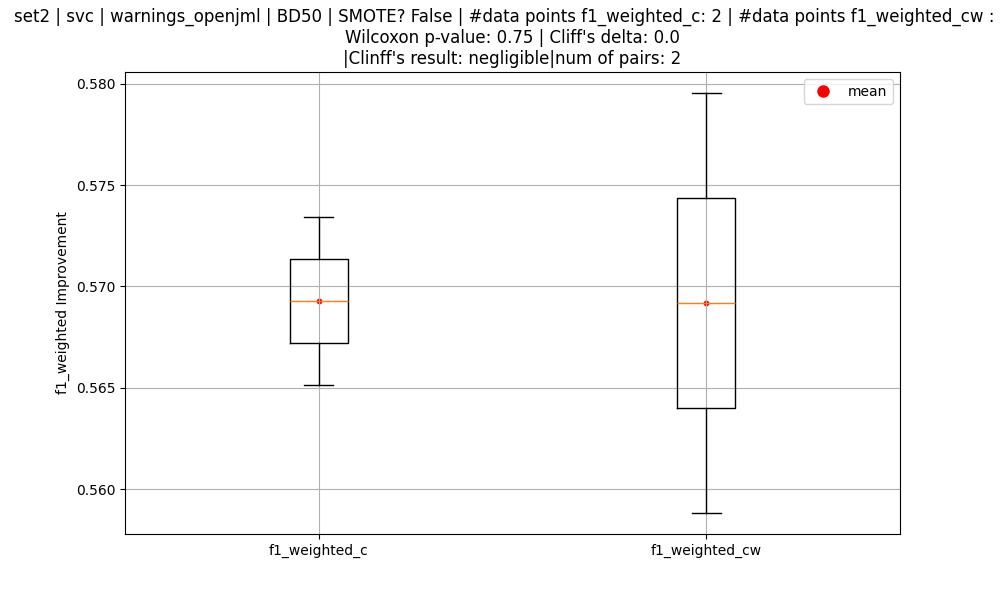 set2 | svc | warnings_openjml | BD50 | SMOTE? False | #data points f1_weighted_c: 2 | #data points f1_weighted_cw :
Wilcoxon p-value: 0.75 | Cliff's delta: 0.0
|Clinff's result: negligible|num of pairs: 2
mean
0.580
0.575
0.570
0.565
0.560
f1_weighted Improvement
f1_weighted_c
f1_weighted_cw